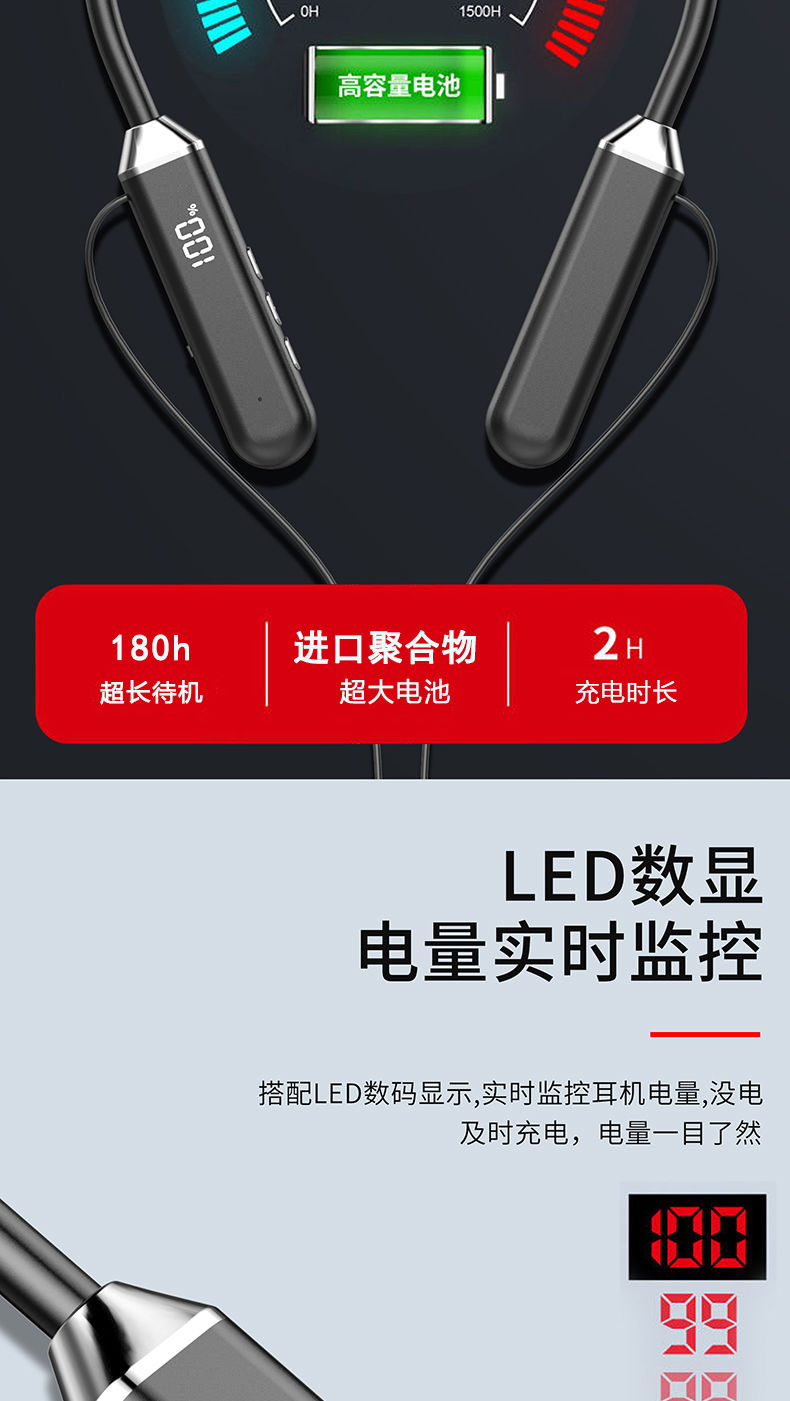 0H
1500H
高容量电池
100%
180h
超长待机
进口聚合物
超大电池
2H
充电时长
LED数显
电量实时监控
搭配LED数码显示,实时监控耳机电量,没电
及时充电，电量一目了然
100
99